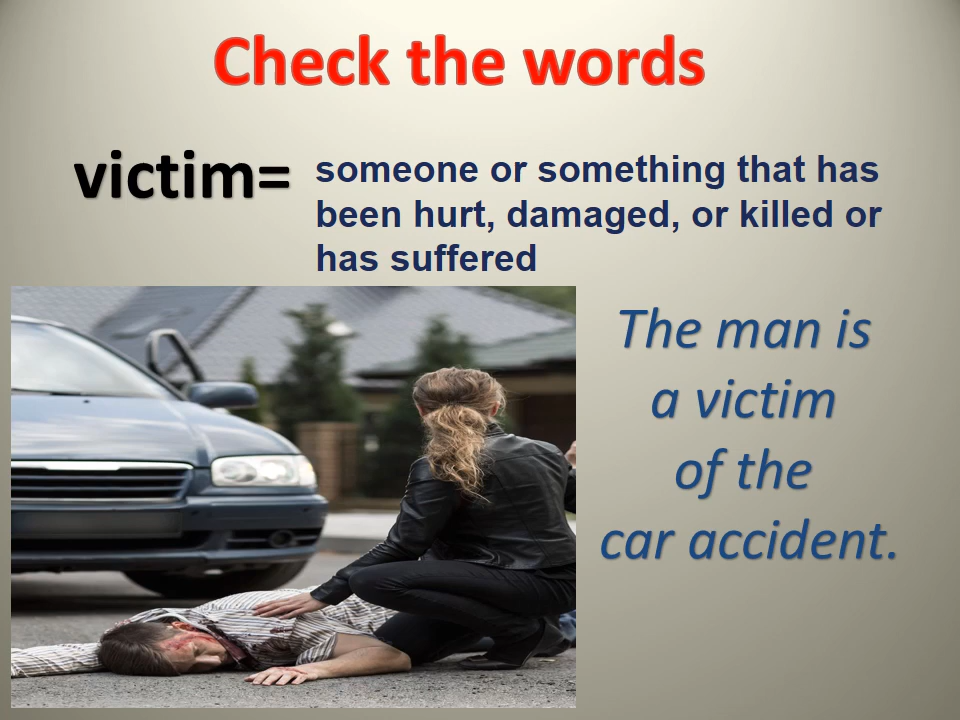 Check the words
victim=
someone or something that has
been hurt, damaged, or killed or
has suffered
The man is
a victim
of the
car accident.